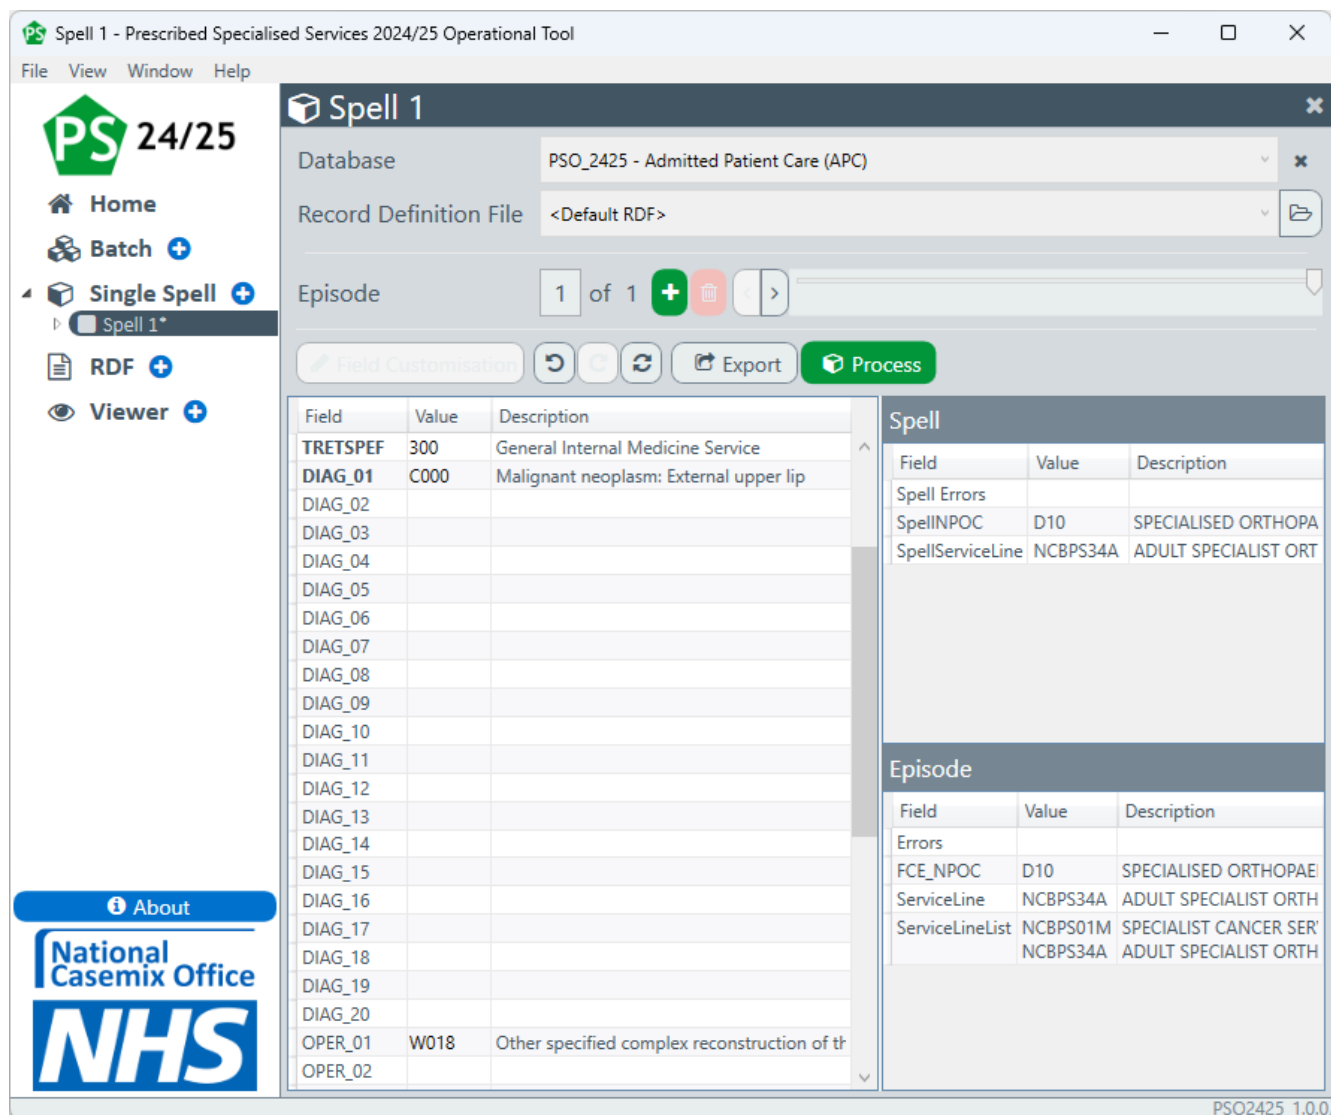 Spell 1 - Prescribed Specialised Services 2024/25 Operational Tool
File View Window Help
PS 24/25
Home
Batch
Single Spell
Spell 1*
RDF
Viewer
About
National
Casemix Office
NHS
Spell 1
Database PSO_2425 - Admitted Patient Care (APC)
Record Definition File <Default RDF>
Episode 1 of 1
Field Customisation Export Process
Field Value Description
TRETSPEF 300 General Internal Medicine Service
DIAG_01 C000 Malignant neoplasm: External upper lip
DIAG_02
DIAG_03
DIAG_04
DIAG_05
DIAG_06
DIAG_07
DIAG_08
DIAG_09
DIAG_10
DIAG_11
DIAG_12
DIAG_13
DIAG_14
DIAG_15
DIAG_16
DIAG_17
DIAG_18
DIAG_19
DIAG_20
OPER_01 W018 Other specified complex reconstruction of th
OPER_02
Spell
Field Value Description
Spell Errors
SpellNPOC D10 SPECIALISED ORTHOPA
SpellServiceLine NCBPS34A ADULT SPECIALIST ORT
Episode
Field Value Description
Errors
FCE_NPOC D10 SPECIALISED ORTHOPAE
ServiceLine NCBPS34A ADULT SPECIALIST ORTH
ServiceLineList NCBPS01M SPECIALIST CANCER SER
NCBPS34A ADULT SPECIALIST ORTH
PSO2425 1.0.0